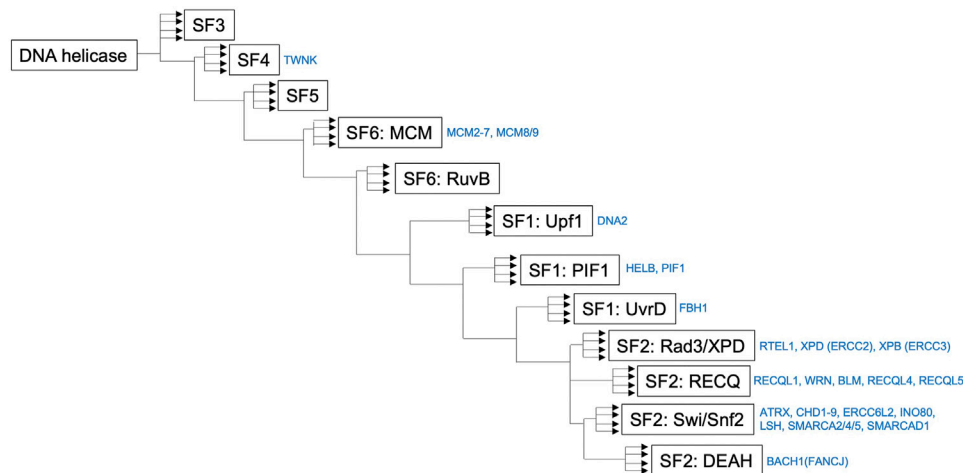 SF3
DNA helicase
SF4 TWNK
SF5
SF6: MCM MCM2-7, MCM8/9
SF6: RuvB
SF1: Upf1 DNA2
SF1: PIF1 HELB, PIF1
SF1: UvrD FBH1
SF2: Rad3/XPD RTEL1, XPD (ERCC2), XPB (ERCC3)
SF2: RECQ RECQL1, WRN, BLM, RECQL4, RECQL5
SF2: Swi/Snf2 ATRX, CHD1-9, ERCC6L2, INO80,
LSH, SMARCA2/4/5, SMARCAD1
SF2: DEAH BACH1(FANCJ)